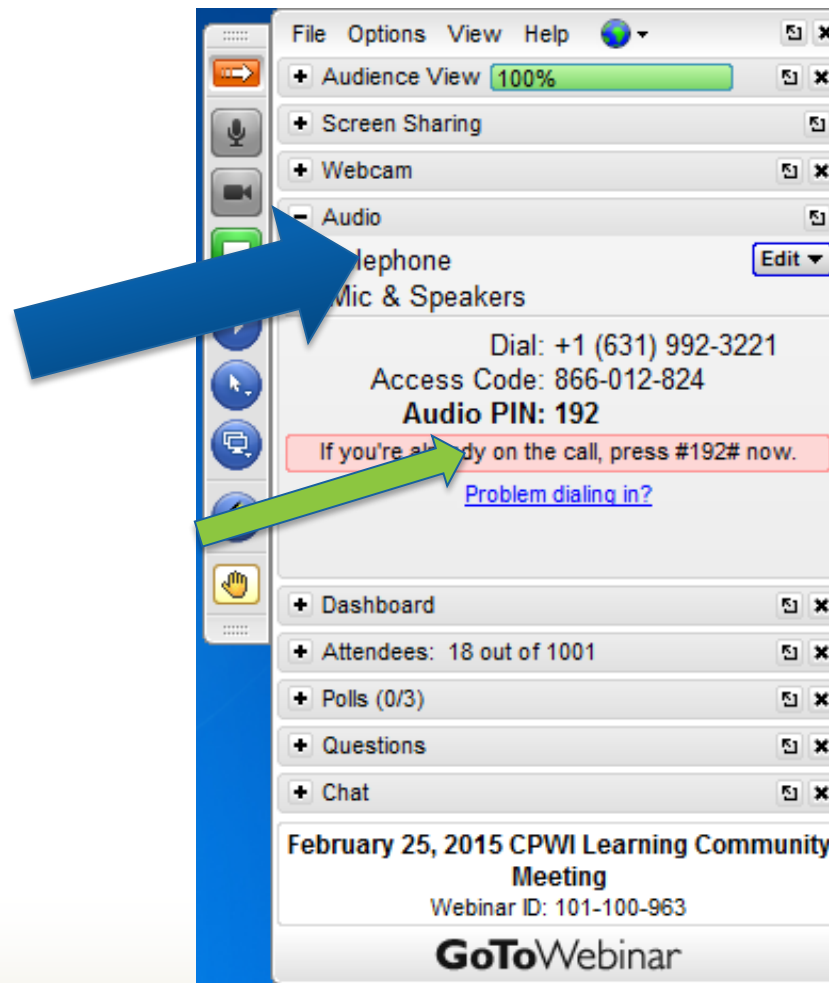 File Options View Help
Audience View 100%
Screen Sharing
Webcam
Audio
lephone Edit
Mic & Speakers
Dial: +1 (631) 992-3221
Access Code: 866-012-824
Audio PIN: 192
If you're already on the call, press #192# now.
Problem dialing in?
Dashboard
Attendees: 18 out of 1001
Polls (0/3)
Questions
Chat
February 25, 2015 CPWI Learning Community
Meeting
Webinar ID: 101-100-963
GoToWebinar